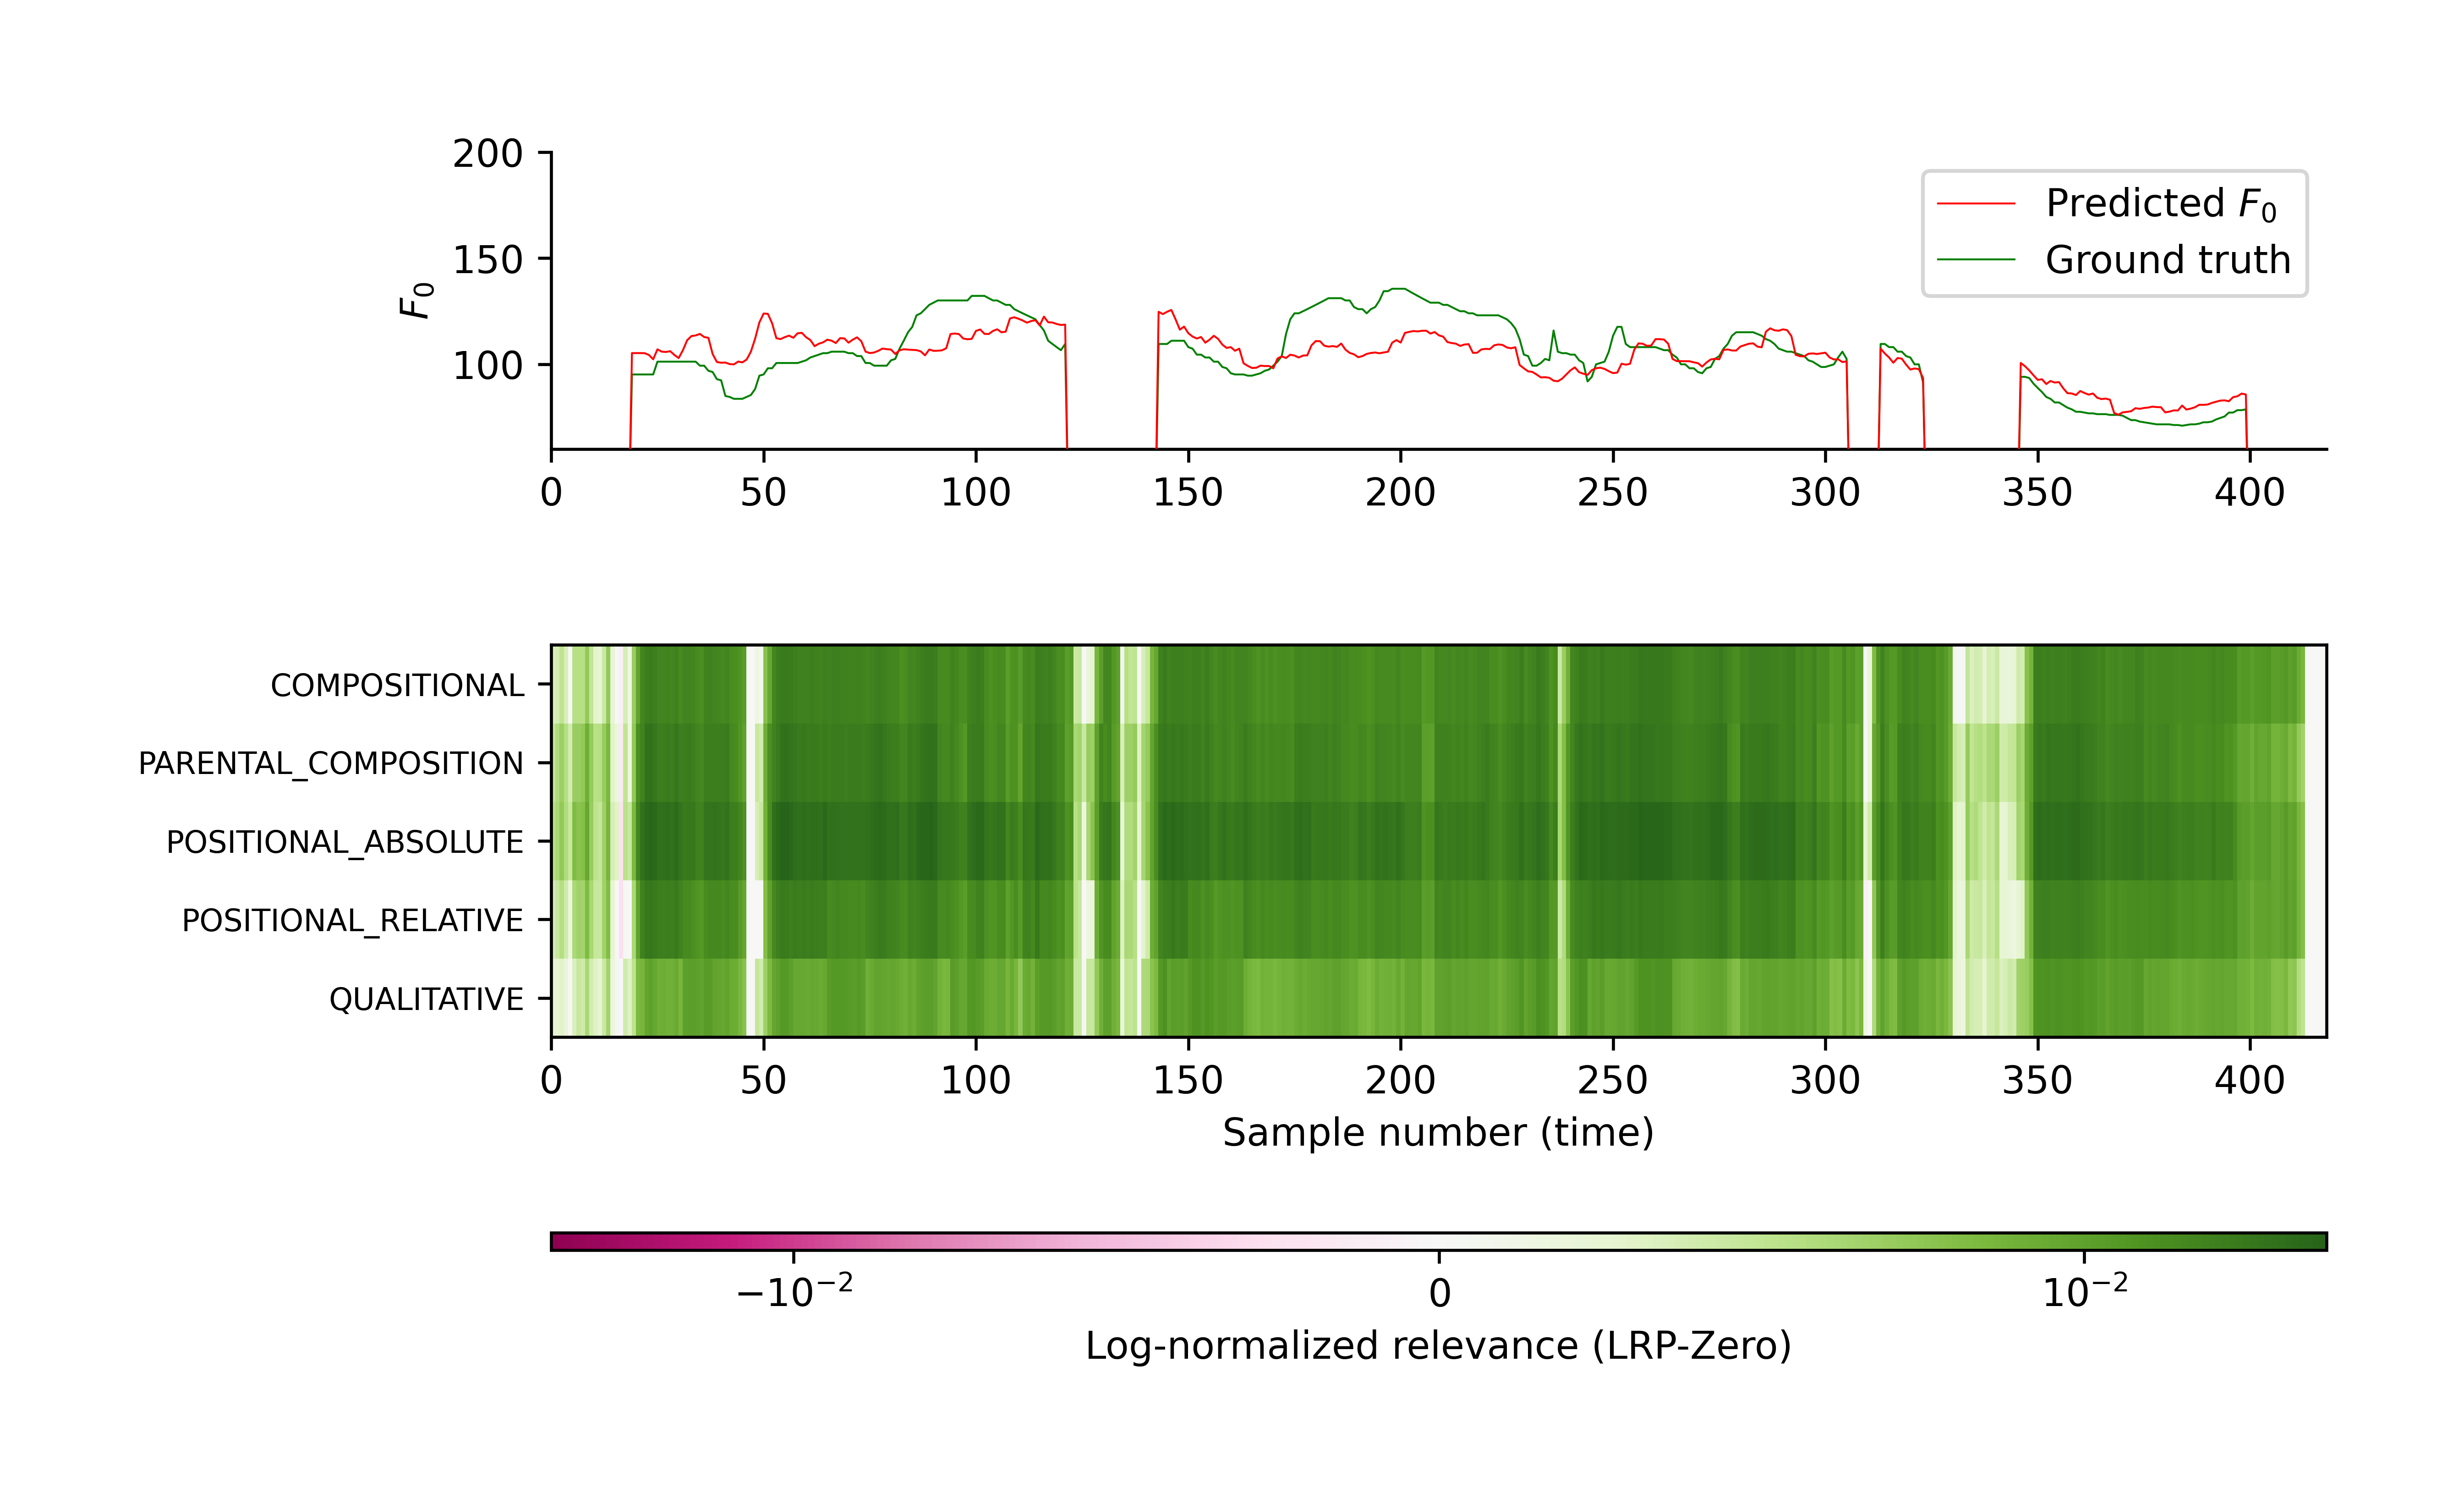 200
150
100
F₀
Predicted F₀
Ground truth
0 50 100 150 200 250 300 350 400
COMPOSITIONAL
PARENTAL_COMPOSITION
POSITIONAL_ABSOLUTE
POSITIONAL_RELATIVE
QUALITATIVE
0 50 100 150 200 250 300 350 400
Sample number (time)
−10⁻² 0 10⁻²
Log-normalized relevance (LRP-Zero)